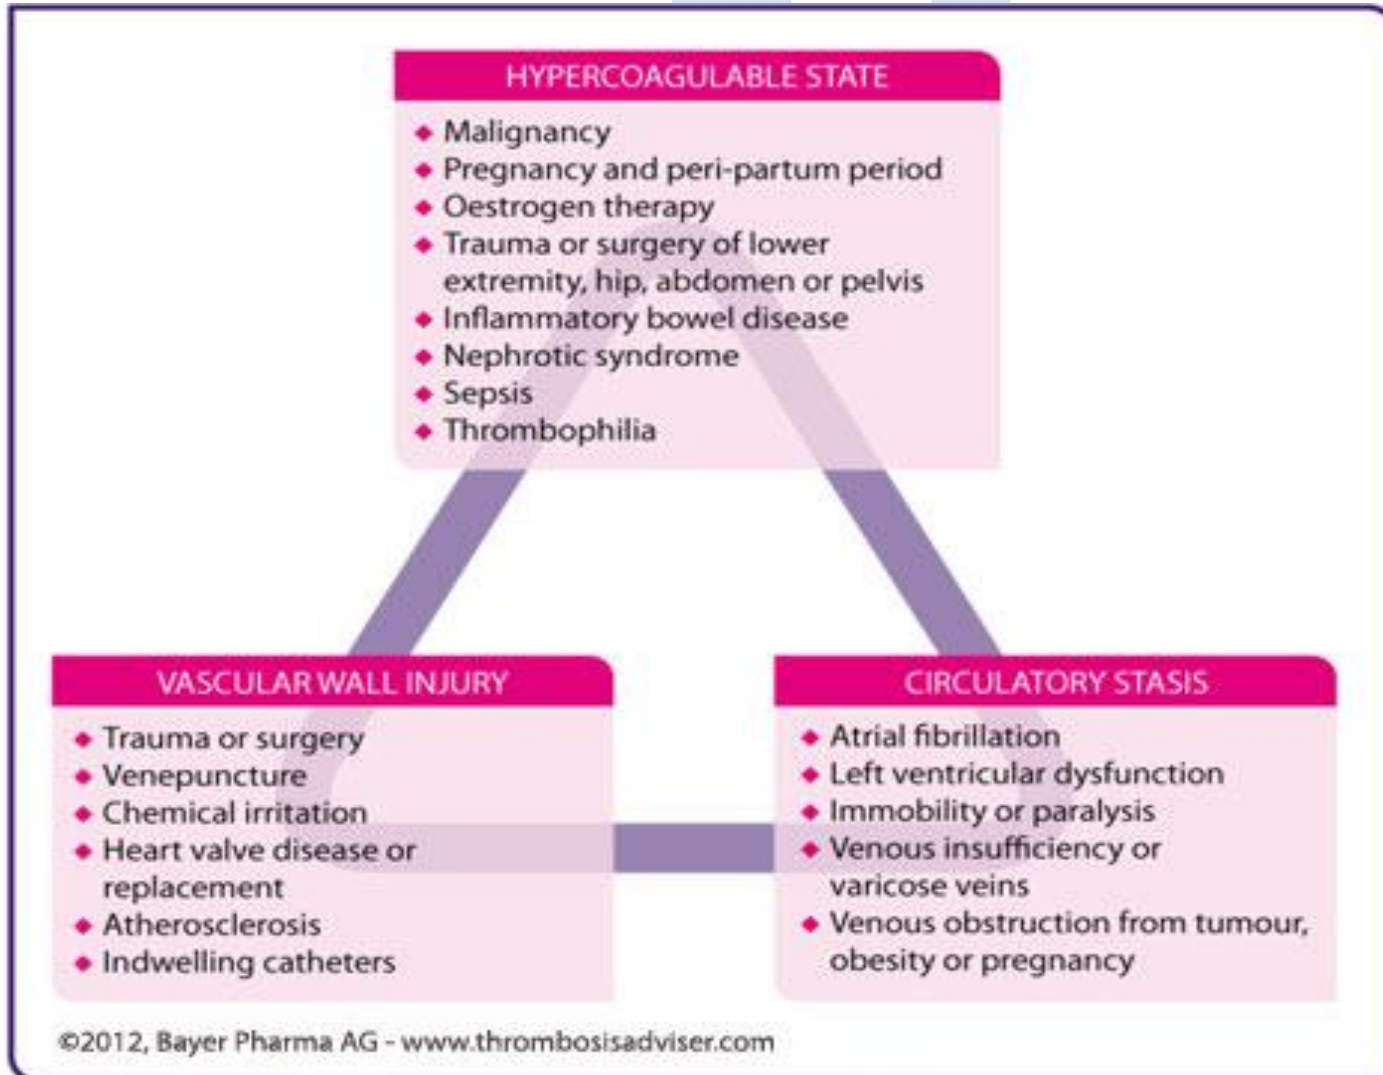 HYPERCOAGULABLE STATE
◆ Malignancy
◆ Pregnancy and peri-partum period
◆ Oestrogen therapy
◆ Trauma or surgery of lower
extremity, hip, abdomen or pelvis
◆ Inflammatory bowel disease
◆ Nephrotic syndrome
◆ Sepsis
◆ Thrombophilia
VASCULAR WALL INJURY
◆ Trauma or surgery
◆ Venepuncture
◆ Chemical irritation
◆ Heart valve disease or
replacement
◆ Atherosclerosis
◆ Indwelling catheters
CIRCULATORY STASIS
◆ Atrial fibrillation
◆ Left ventricular dysfunction
◆ Immobility or paralysis
◆ Venous insufficiency or
varicose veins
◆ Venous obstruction from tumour,
obesity or pregnancy
©2012, Bayer Pharma AG - www.thrombosisadviser.com